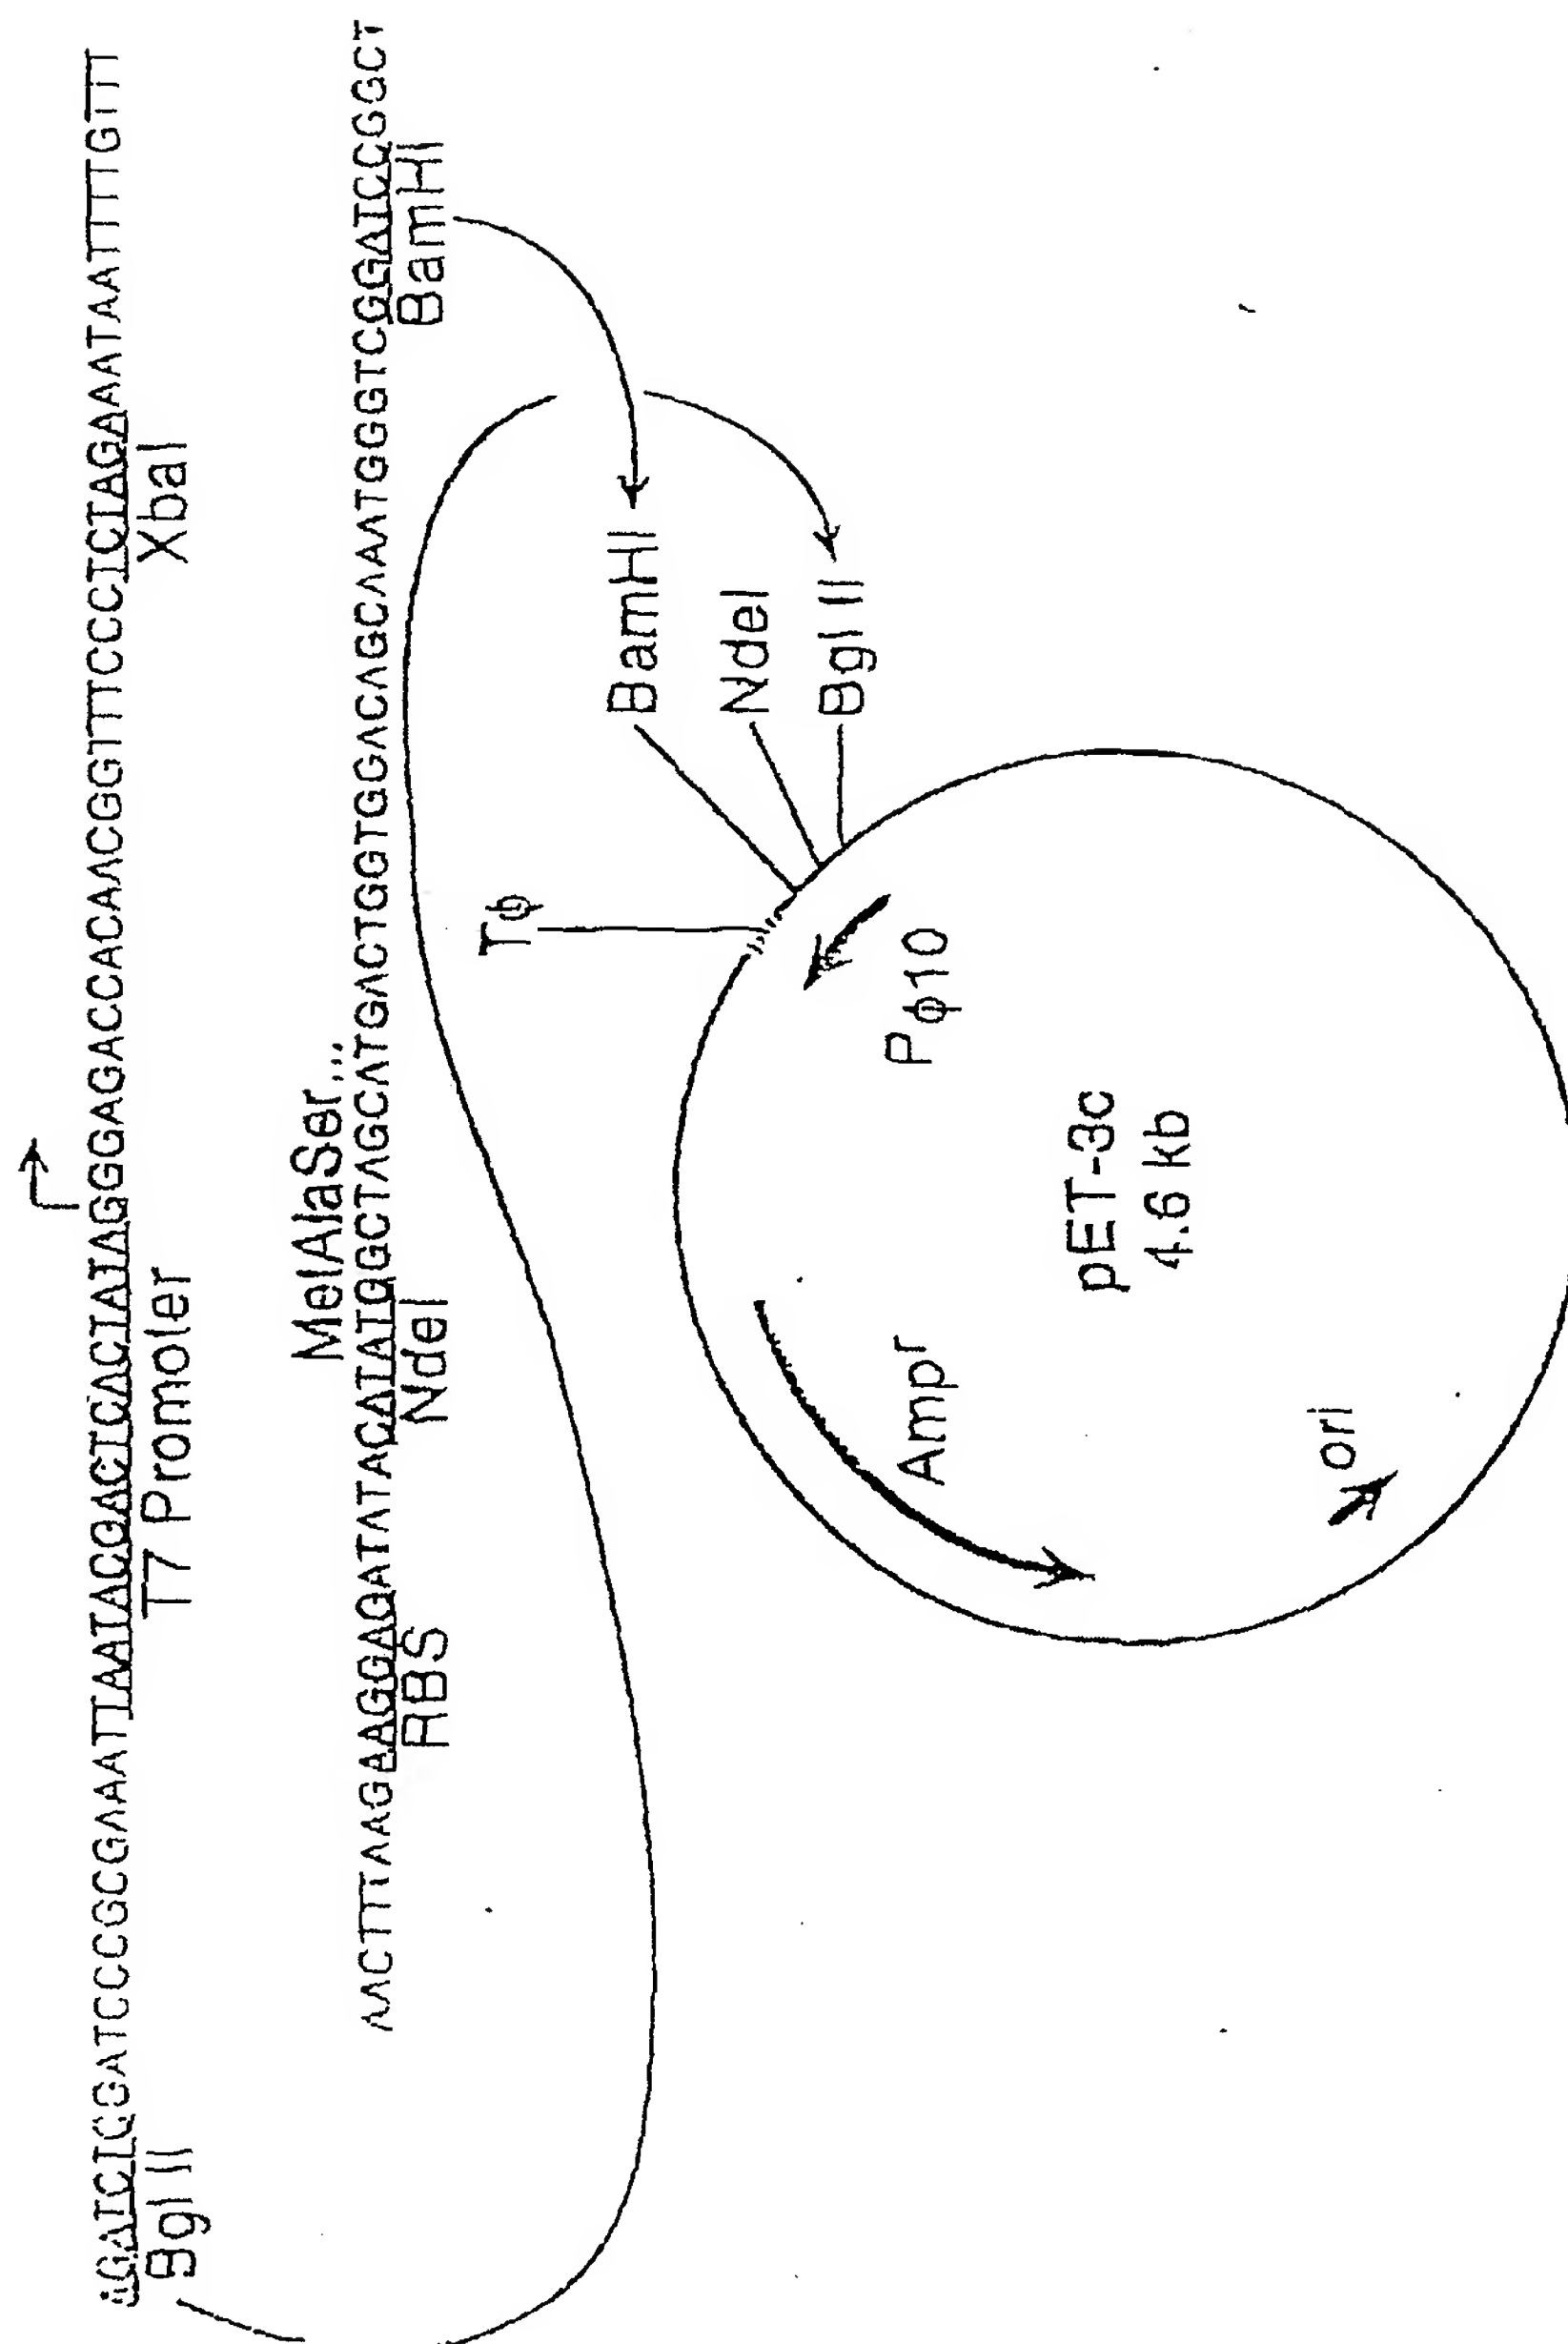 AGATCTCGATCCCGCGAAATTAATACGACTCACTATAGGGAGACCACAACGGTTTCCCTCTAGAAATAATTTTGTTT
Bgl II
T7 Promoter
XbaI
MetAlaSer...
AACTTTAAGAAGGAGATATACATATGGCTAGCATGACTGGTGGACAGCAAATGGGTCGGGATCCGGCT
RBS
NdeI
BamHI
BamHI
NdeI
Bgl II
Tϕ
Pϕ10
pET-3c
4.6 kb
Ampr
ori